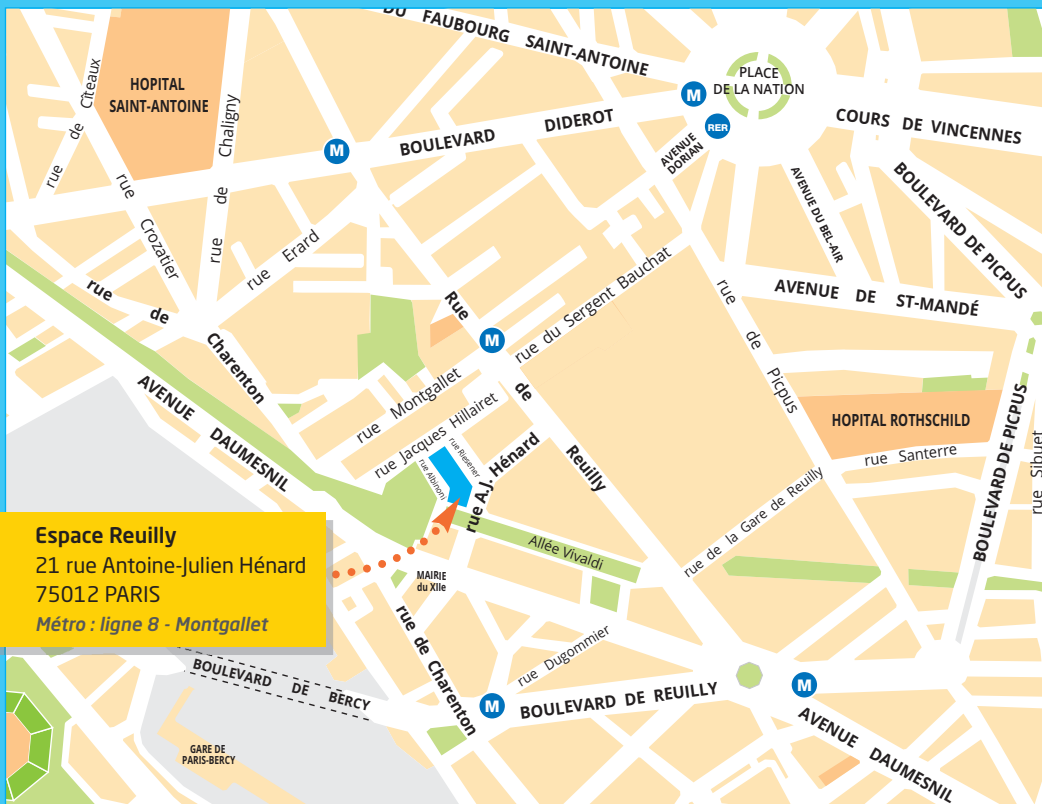 DU FAUBOURG SAINT-ANTOINE
PLACE
DE LA NATION
M
RER
HOPITAL
SAINT-ANTOINE
rue de Cîteaux
rue de Chaligny
BOULEVARD DIDEROT
M
AVENUE
DORIAN
COURS DE VINCENNES
BOULEVARD DE PICPUS
AVENUE DU BEL-AIR
rue Crozatier
rue Erard
rue du Sergent Bauchat
AVENUE DE ST-MANDÉ
rue de Charenton
Rue de Reuilly
M
rue de Picpus
AVENUE DAUMESNIL
rue Montgallet
rue Jacques Hillairet
rue Riesener
rue Albinoni
rue A.J. Hénard
HOPITAL ROTHSCHILD
rue Santerre
BOULEVARD DE PICPUS
rue Sibuet
rue de la Gare de Reuilly
Allée Vivaldi
Espace Reuilly
21 rue Antoine-Julien Hénard
75012 PARIS
Métro : ligne 8 - Montgallet
MAIRIE
du XIIe
rue de Charenton
rue Dugommier
BOULEVARD DE BERCY
M
BOULEVARD DE REUILLY
M
AVENUE DAUMESNIL
GARE DE
PARIS-BERCY